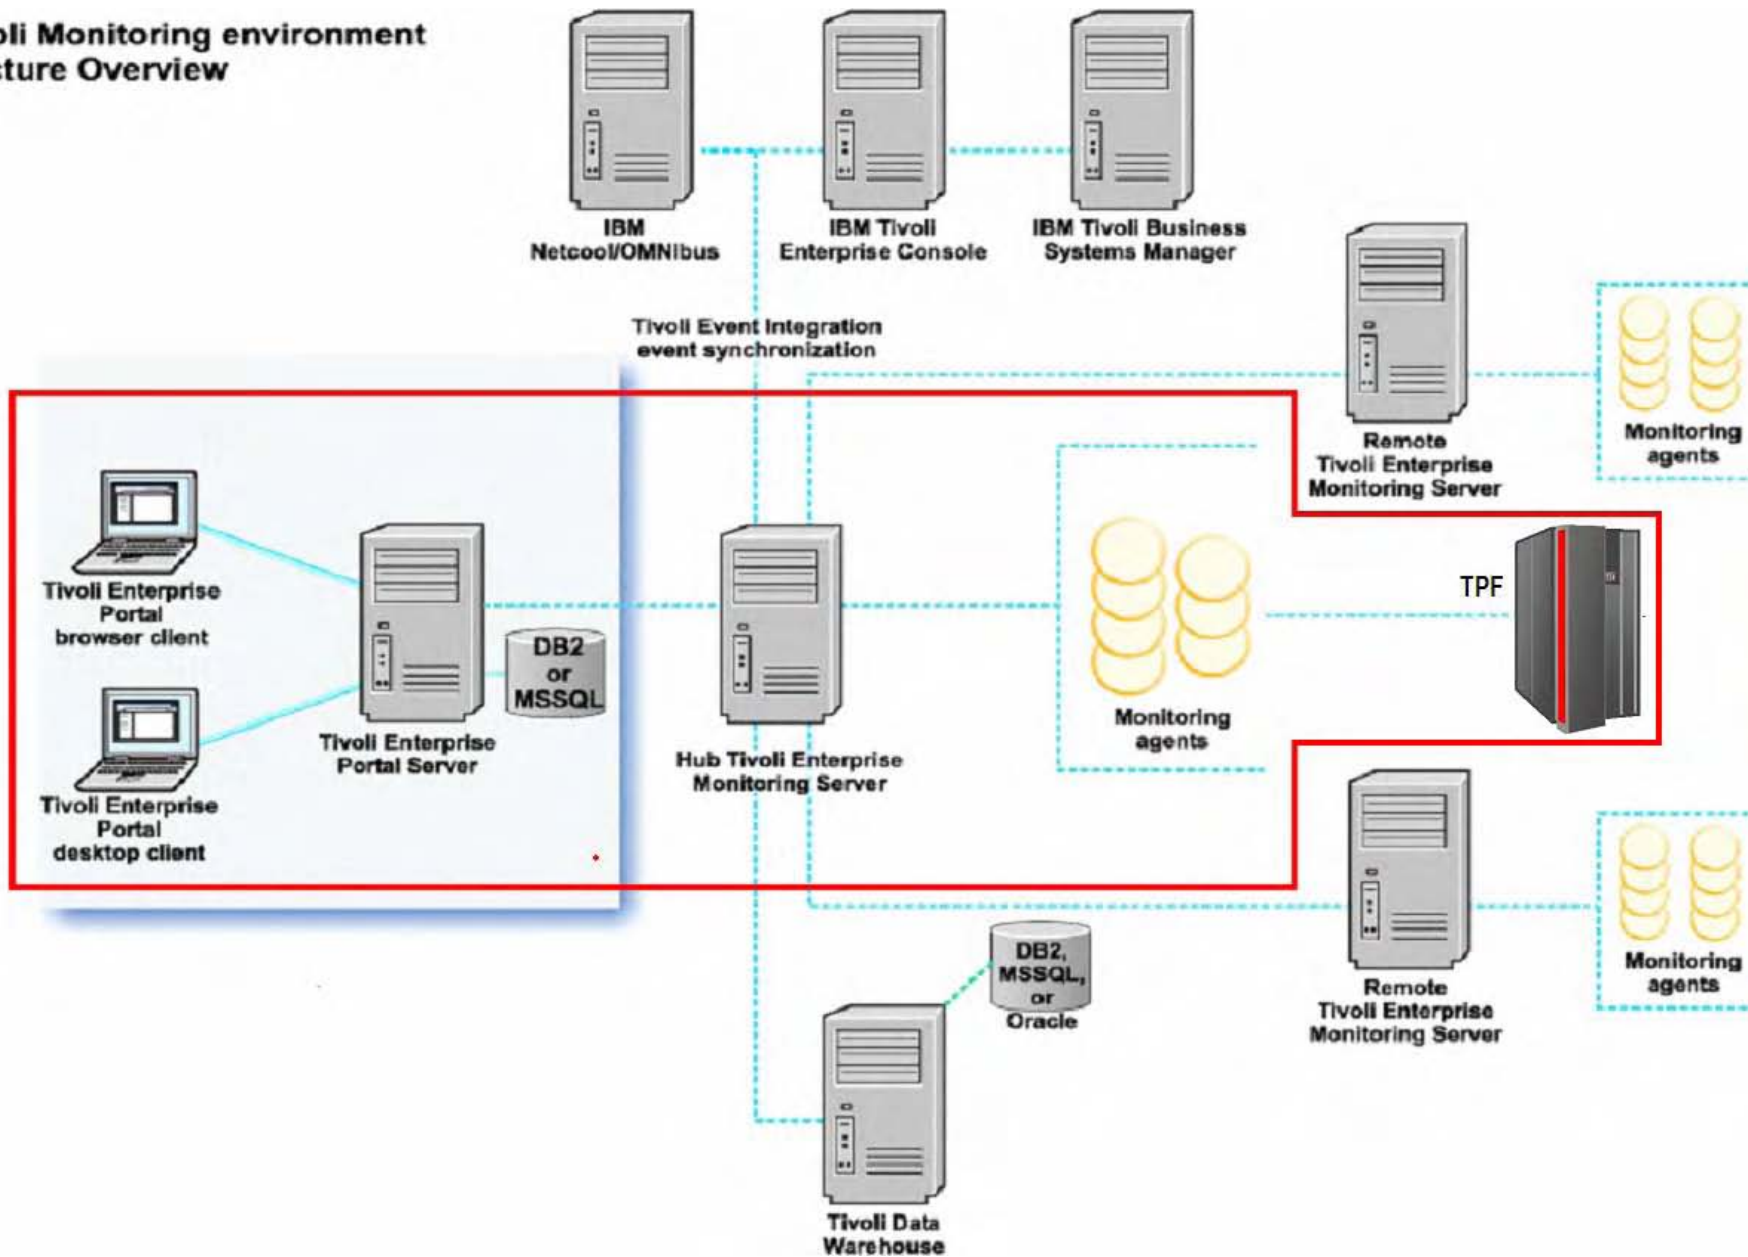 oli Monitoring environment
cture Overview
IBM
Netcool/OMNIbus
IBM Tivoli
Enterprise Console
IBM Tivoli Business
Systems Manager
Tivoli Event Integration
event synchronization
Remote
Tivoli Enterprise
Monitoring Server
Monitoring
agents
Tivoli Enterprise
Portal
browser client
DB2
or
MSSQL
TPF
Tivoli Enterprise
Portal Server
Hub Tivoli Enterprise
Monitoring Server
Monitoring
agents
Tivoli Enterprise
Portal
desktop client
DB2,
MSSQL,
or
Oracle
Remote
Tivoli Enterprise
Monitoring Server
Monitoring
agents
Tivoli Data
Warehouse